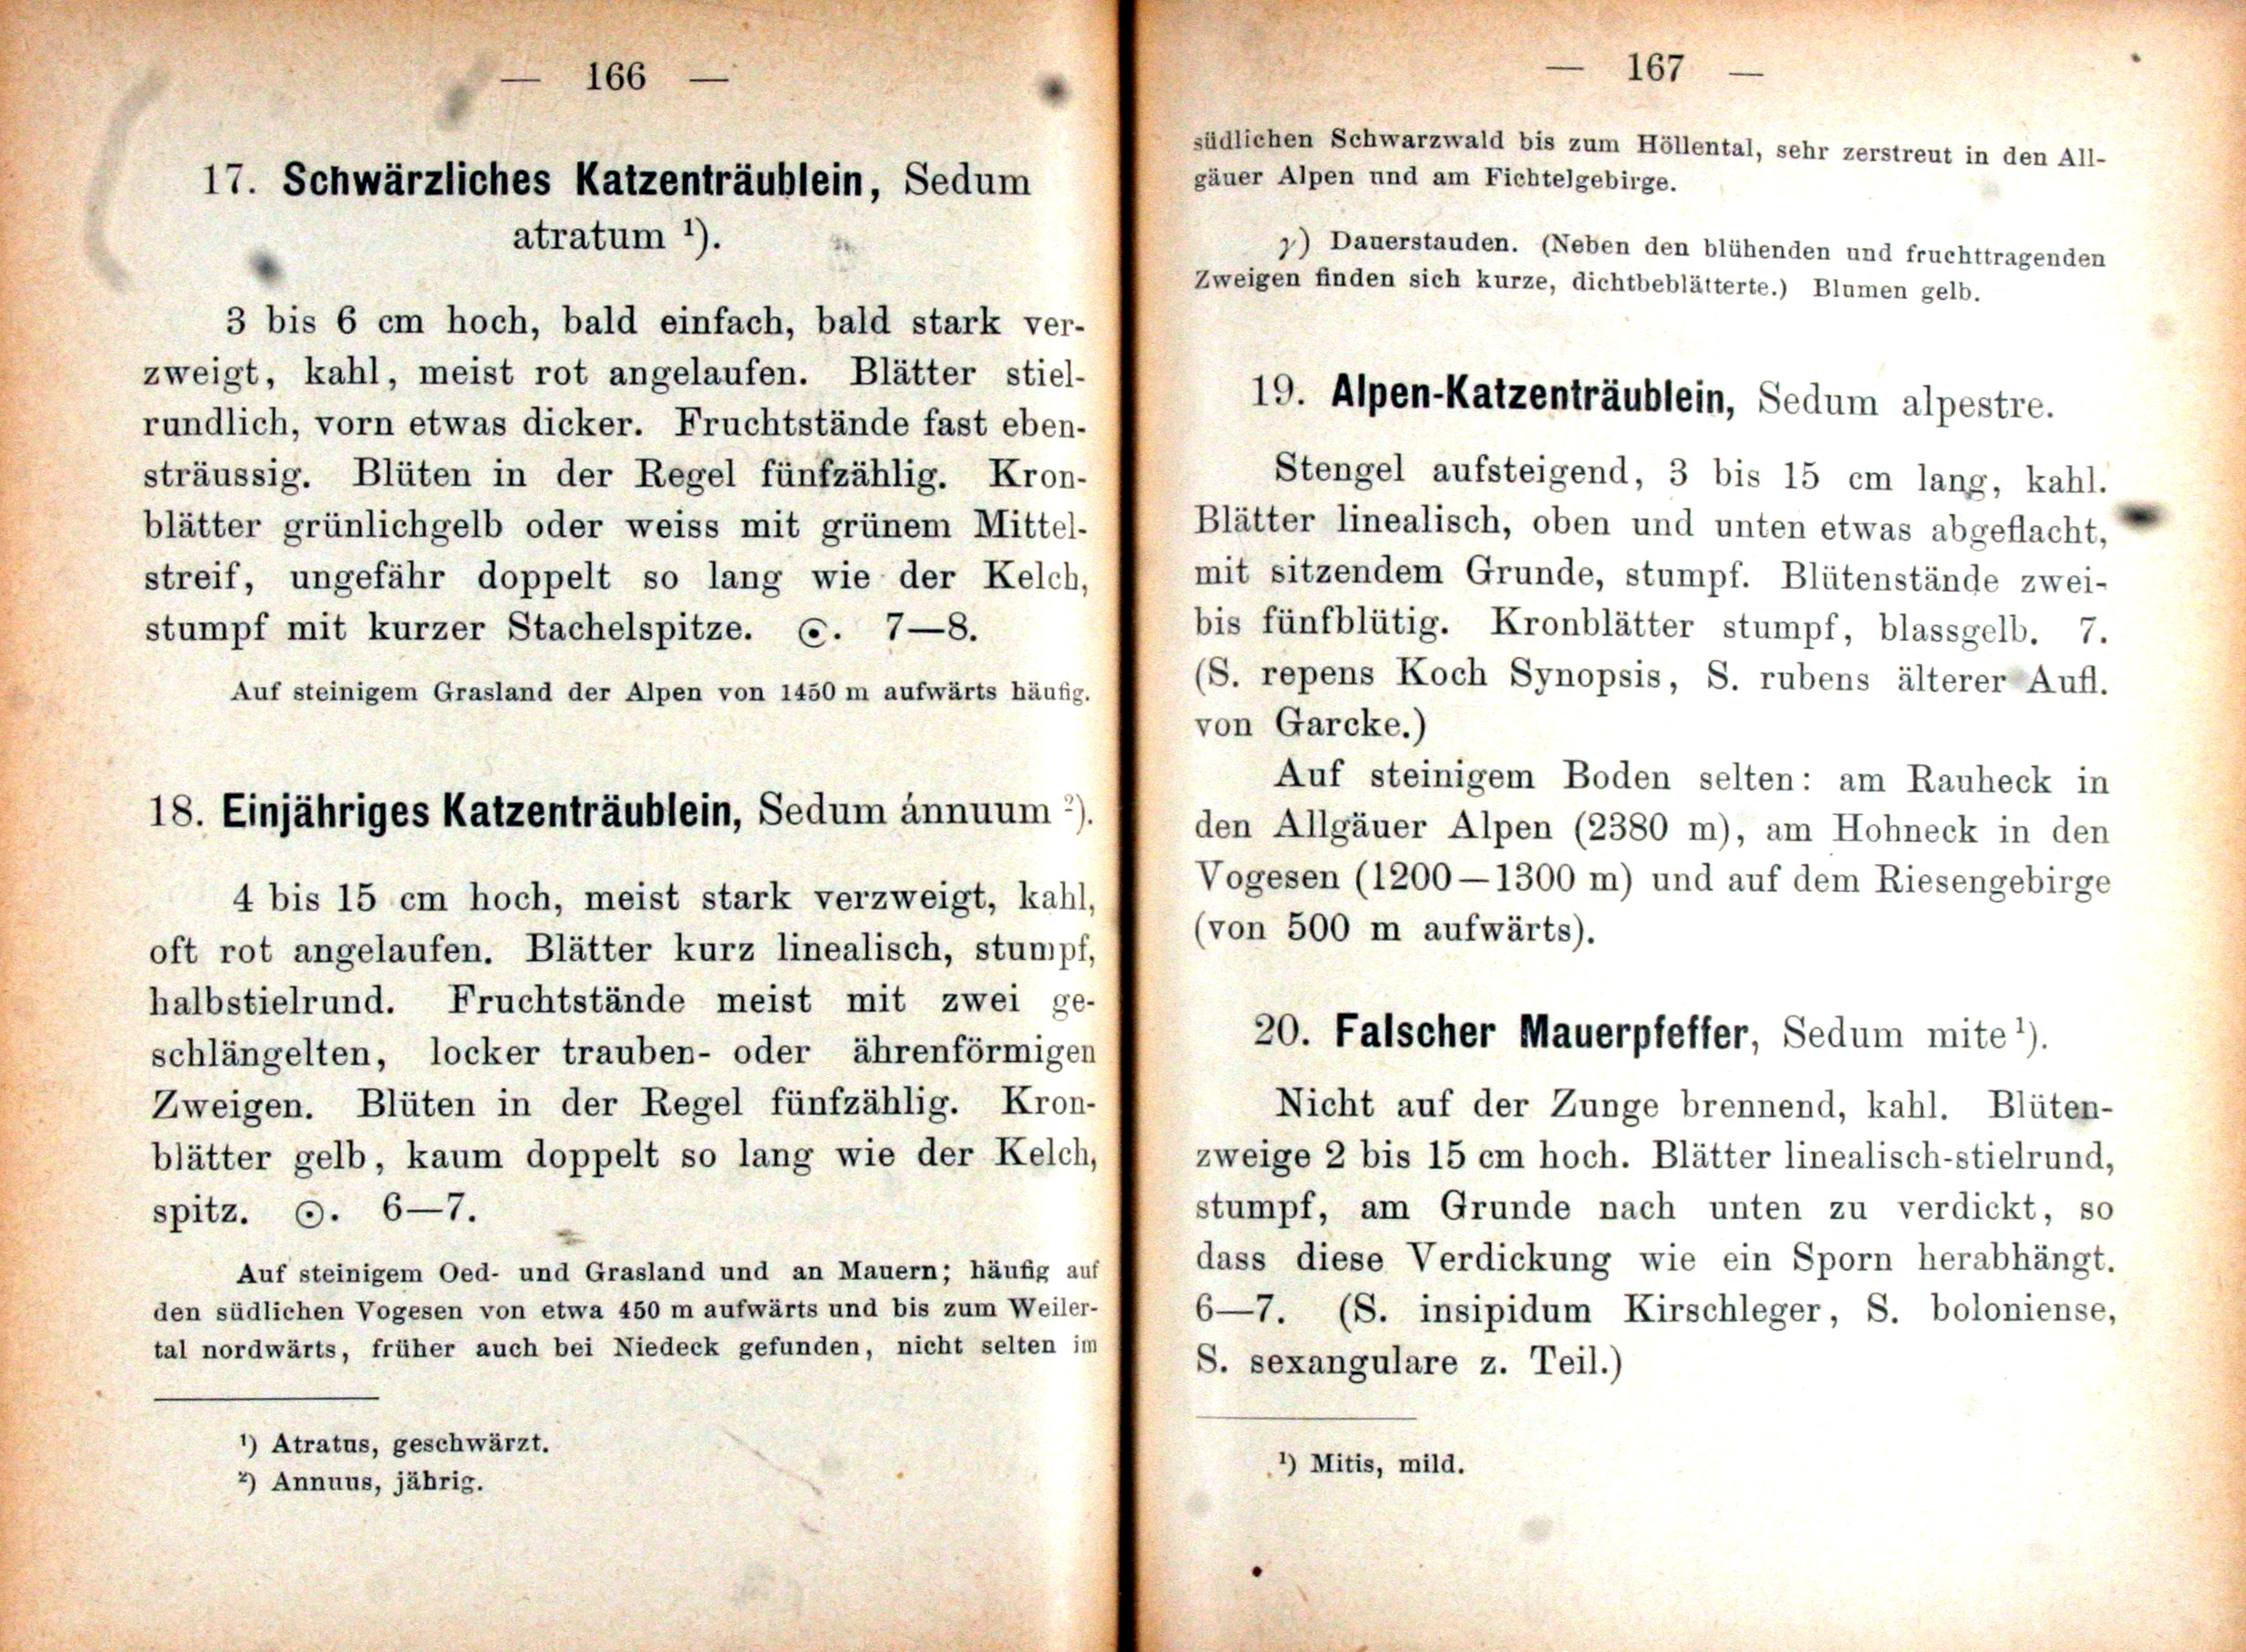 — 166 —
17. Schwärzliches Katzenträublein, Sedum
atratum ¹).
3 bis 6 cm hoch, bald einfach, bald stark ver-
zweigt, kahl, meist rot angelaufen. Blätter stiel-
rundlich, vorn etwas dicker. Fruchtstände fast eben-
sträussig. Blüten in der Regel fünfzählig. Kron-
blätter grünlichgelb oder weiss mit grünem Mittel-
streif, ungefähr doppelt so lang wie der Kelch,
stumpf mit kurzer Stachelspitze. ⊙. 7—8.
Auf steinigem Grasland der Alpen von 1450 m aufwärts häufig.
18. Einjähriges Katzenträublein, Sedum ánnuum ²).
4 bis 15 cm hoch, meist stark verzweigt, kahl,
oft rot angelaufen. Blätter kurz linealisch, stumpf,
halbstielrund. Fruchtstände meist mit zwei ge-
schlängelten, locker trauben- oder ährenförmigen
Zweigen. Blüten in der Regel fünfzählig. Kron-
blätter gelb, kaum doppelt so lang wie der Kelch,
spitz. ⊙. 6—7.
Auf steinigem Oed- und Grasland und an Mauern; häufig auf
den südlichen Vogesen von etwa 450 m aufwärts und bis zum Weiler-
tal nordwärts, früher auch bei Niedeck gefunden, nicht selten im
¹) Atratus, geschwärzt.
²) Annuus, jährig.
— 167 —
südlichen Schwarzwald bis zum Höllental, sehr zerstreut in den All-
gäuer Alpen und am Fichtelgebirge.
γ) Dauerstauden. (Neben den blühenden und fruchttragenden
Zweigen finden sich kurze, dichtbeblätterte.) Blumen gelb.
19. Alpen-Katzenträublein, Sedum alpestre.
Stengel aufsteigend, 3 bis 15 cm lang, kahl.
Blätter linealisch, oben und unten etwas abgeflacht,
mit sitzendem Grunde, stumpf. Blütenstände zwei-
bis fünfblütig. Kronblätter stumpf, blassgelb. 7.
(S. repens Koch Synopsis, S. rubens älterer Aufl.
von Garcke.)
Auf steinigem Boden selten: am Rauheck in
den Allgäuer Alpen (2380 m), am Hohneck in den
Vogesen (1200—1300 m) und auf dem Riesengebirge
(von 500 m aufwärts).
20. Falscher Mauerpfeffer, Sedum mite ¹).
Nicht auf der Zunge brennend, kahl. Blüten-
zweige 2 bis 15 cm hoch. Blätter linealisch-stielrund,
stumpf, am Grunde nach unten zu verdickt, so
dass diese Verdickung wie ein Sporn herabhängt.
6—7. (S. insipidum Kirschleger, S. boloniense,
S. sexangulare z. Teil.)
¹) Mitis, mild.